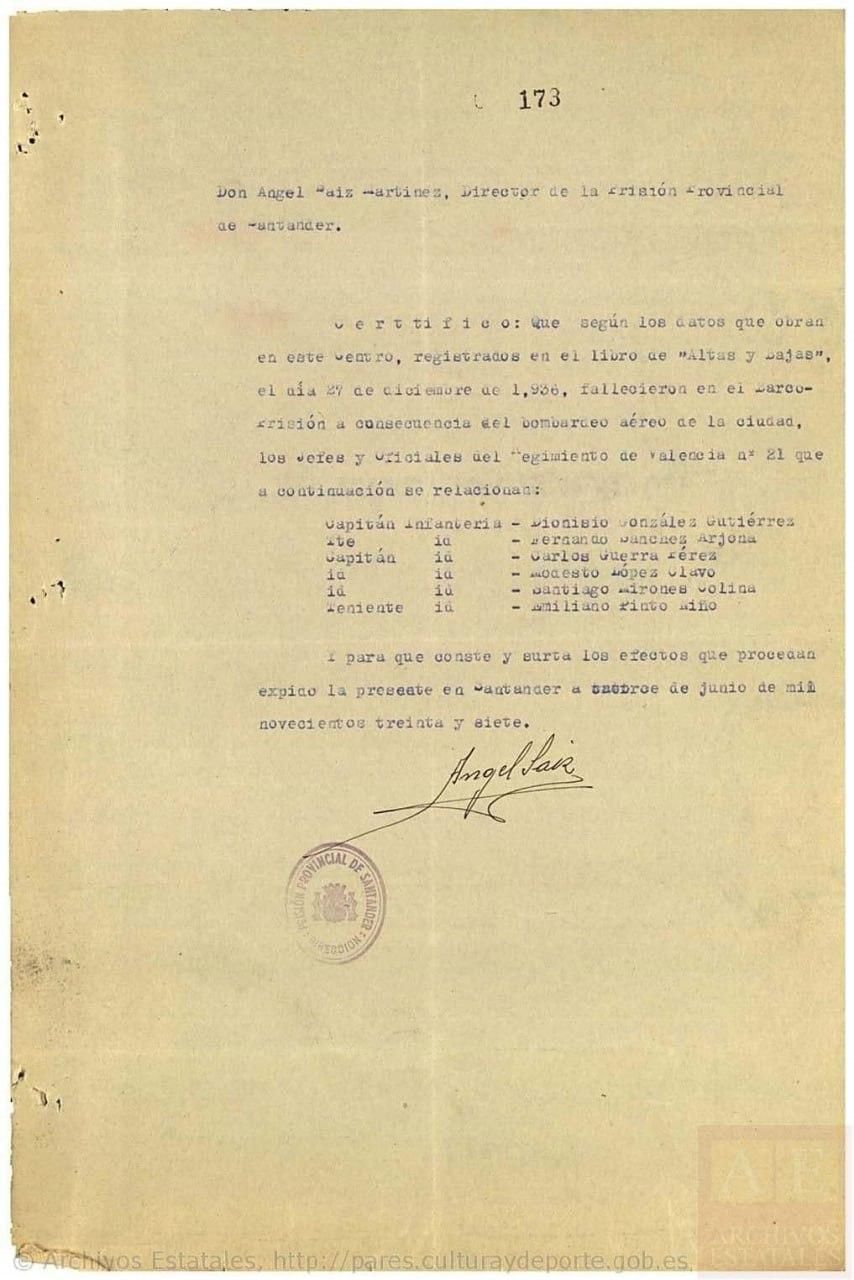 173
Don Angel Saiz Martinez, Director de la Prisión Provincial
de Santander.
C e r t t i f i c o: Que según los datos que obran
en este Centro, registrados en el libro de "Altas y Bajas",
el día 27 de diciembre de 1,936, fallecieron en el Barco-
Prisión a consecuencia del bombardeo aéreo de la ciudad,
los Jefes y Oficiales del Regimiento de Valencia nº 21 que
a continuación se relacionan:
Capitán Infantería - Dionisio González Gutiérrez
Tte id - Fernando Sanchez Arjona
Capitán id - Carlos Guerra Pérez
id id - Modesto López Clavo
id id - Santiago Mirones Colina
Teniente id - Emiliano Pinto Miño
I para que conste y surta los efectos que procedan
expido la presente en Santander a catorce de junio de mil
novecientos treinta y siete.
Angel Saiz
PRISIÓN PROVINCIAL DE SANTANDER
DIRECCION
AE
ARCHIVOS
ESTATALES
© Archivos Estatales, http://pares.culturaydeporte.gob.es